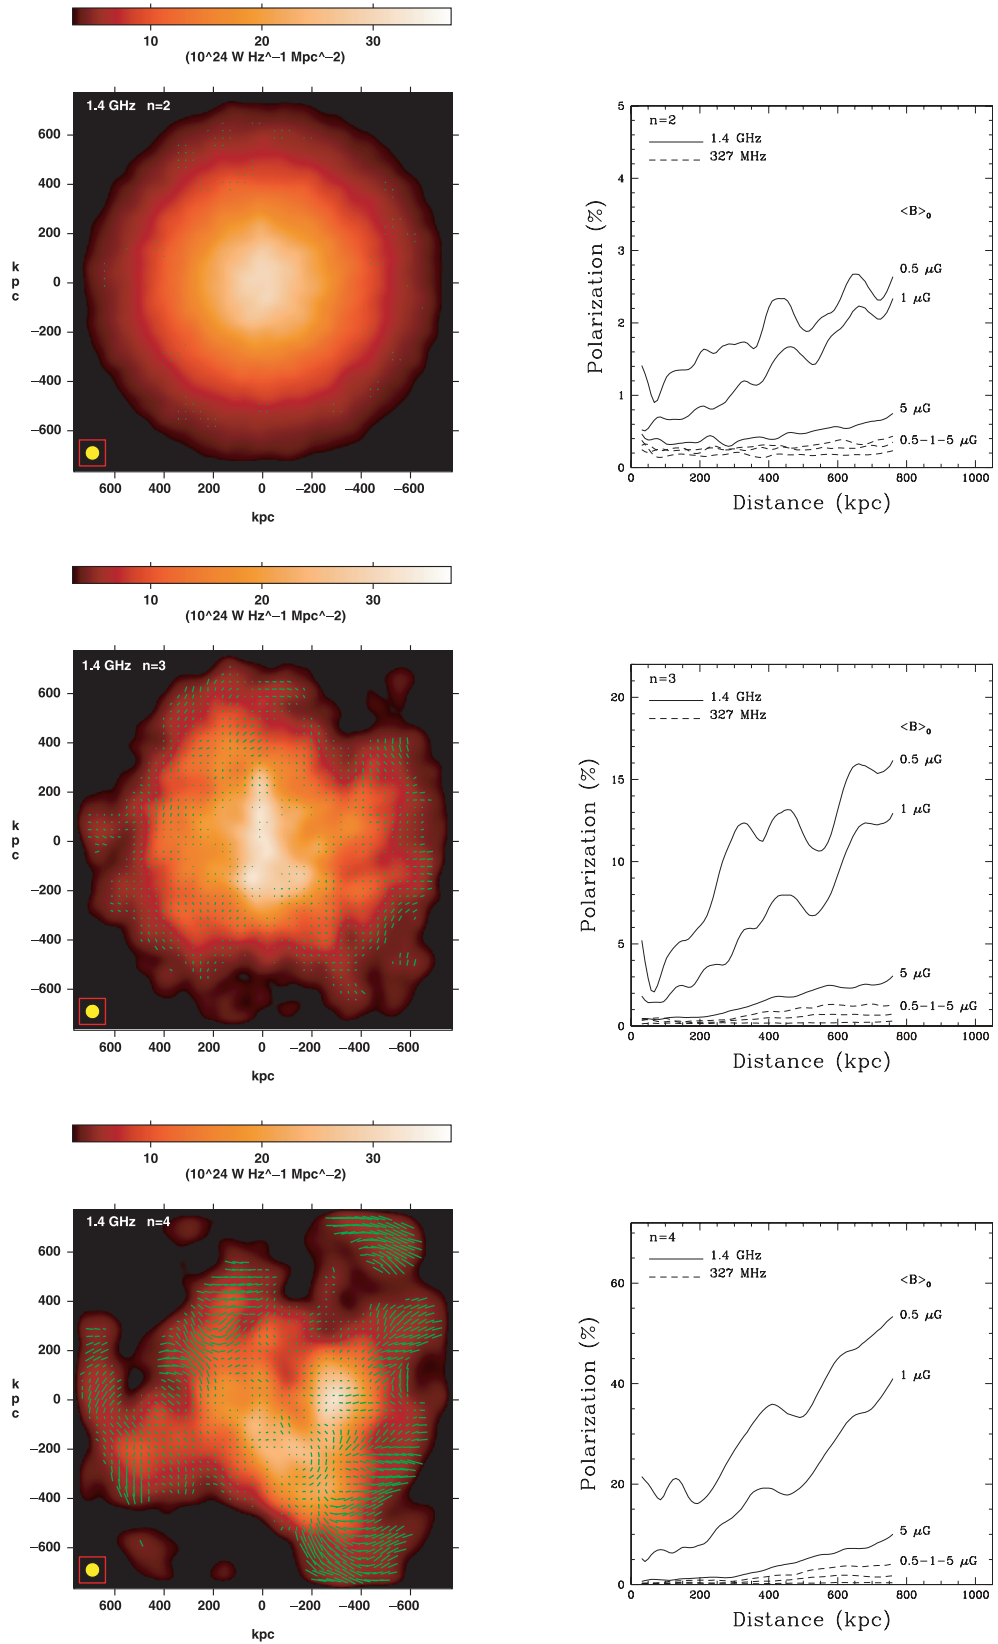 10 20 30
(10^24 W Hz^−1 Mpc^−2)
1.4 GHz n=2
600
400
200
0
−200
−400
−600
k
p
c
600 400 200 0 −200 −400 −600
kpc
5
4
3
2
1
0
Polarization (%)
n=2
1.4 GHz
327 MHz
<B>₀
0.5 μG
1 μG
5 μG
0.5−1−5 μG
0 200 400 600 800 1000
Distance (kpc)
10 20 30
(10^24 W Hz^−1 Mpc^−2)
1.4 GHz n=3
600
400
200
0
−200
−400
−600
k
p
c
600 400 200 0 −200 −400 −600
kpc
20
15
10
5
0
Polarization (%)
n=3
1.4 GHz
327 MHz
<B>₀
0.5 μG
1 μG
5 μG
0.5−1−5 μG
0 200 400 600 800 1000
Distance (kpc)
10 20 30
(10^24 W Hz^−1 Mpc^−2)
1.4 GHz n=4
600
400
200
0
−200
−400
−600
k
p
c
600 400 200 0 −200 −400 −600
kpc
60
40
20
0
Polarization (%)
n=4
1.4 GHz
327 MHz
<B>₀
0.5 μG
1 μG
5 μG
0.5−1−5 μG
0 200 400 600 800 1000
Distance (kpc)